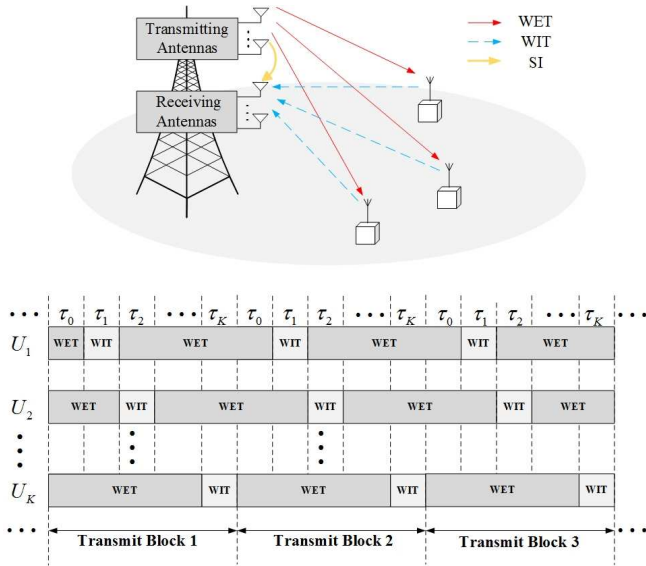 Transmitting
Antennas
Receiving
Antennas
WET
WIT
SI
τ0 τ1 τ2 ••• τK τ0 τ1 τ2 ••• τK τ0 τ1 τ2 ••• τK
U1 WET WIT WET WIT WET WIT WET
U2 WET WIT WET WIT WET WIT WET
UK WET WIT WET WIT WET WIT
Transmit Block 1 Transmit Block 2 Transmit Block 3